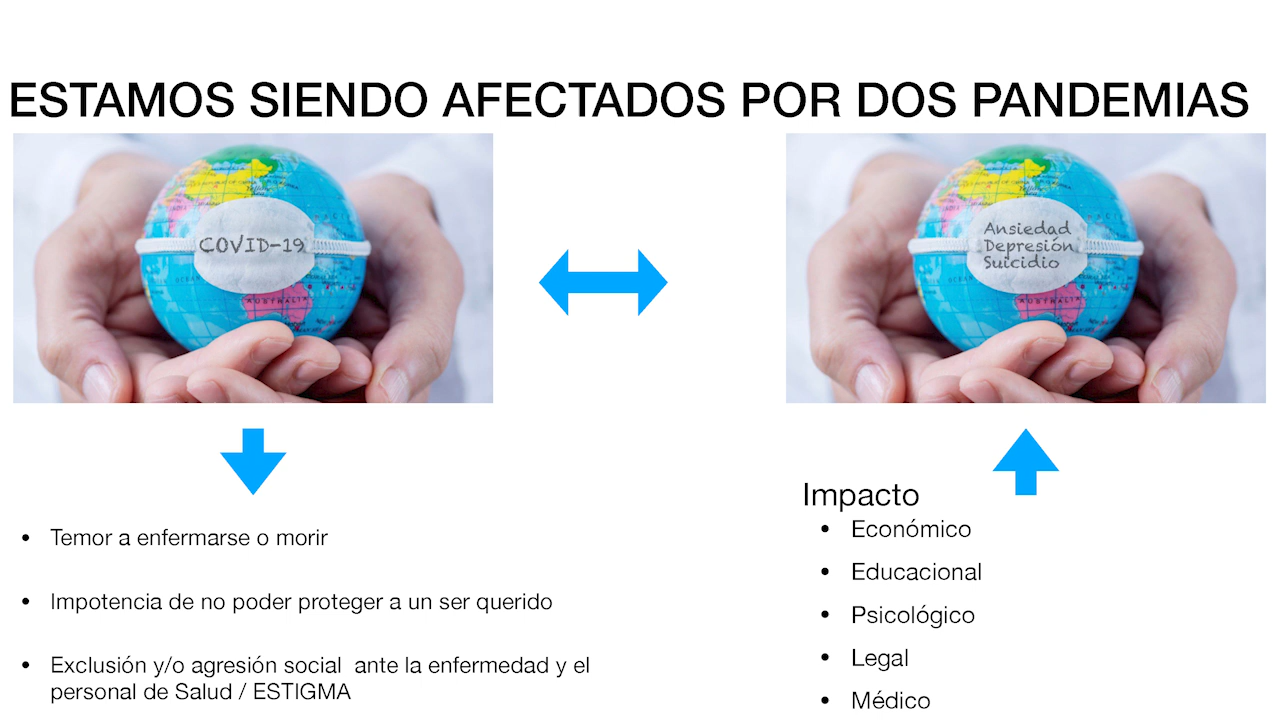 ESTAMOS SIENDO AFECTADOS POR DOS PANDEMIAS
COVID-19
AUSTRALIA
Ansiedad
Depresión
Suicidio
AUSTRALIA
• Temor a enfermarse o morir
• Impotencia de no poder proteger a un ser querido
• Exclusión y/o agresión social  ante la enfermedad y el
personal de Salud / ESTIGMA
Impacto
• Económico
• Educacional
• Psicológico
• Legal
• Médico